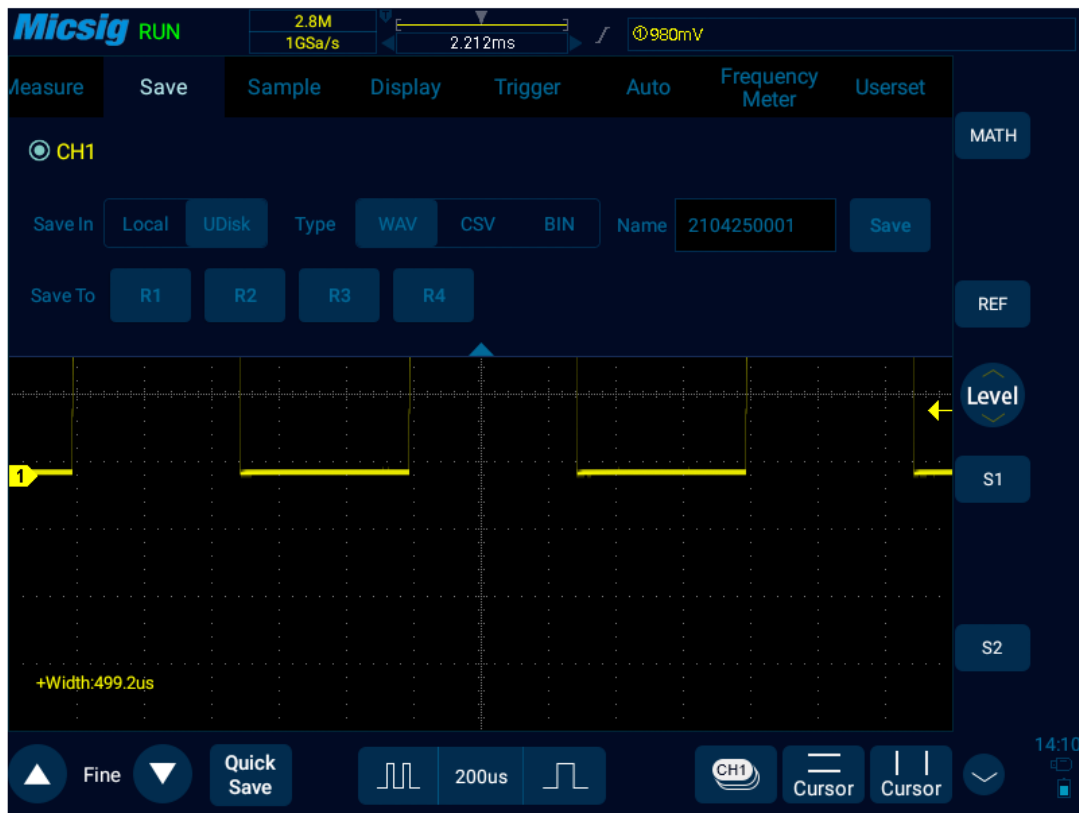 Micsig RUN
2.8M
1GSa/s
2.212ms
①980mV
Measure Save Sample Display Trigger Auto Frequency Meter Userset
MATH
CH1
Save In Local UDisk Type WAV CSV BIN Name 2104250001 Save
Save To R1 R2 R3 R4
REF
Level
1
S1
S2
+Width:499.2us
Fine
Quick
Save
200us
CH1
Cursor
Cursor
14:10